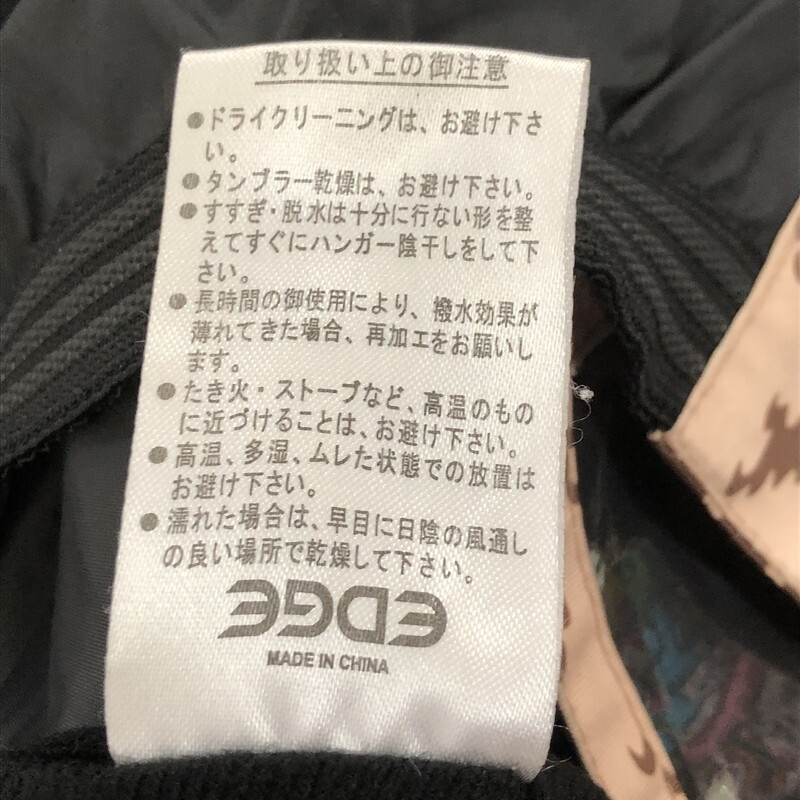 取り扱い上の御注意
●ドライクリーニングは、お避け下さ
い。
●タンブラー乾燥は、お避け下さい。
●すすぎ・脱水は十分に行ない形を整
えてすぐにハンガー陰干しをして下
さい。
●長時間の御使用により、撥水効果が
薄れてきた場合、再加工をお願いし
ます。
●たき火・ストーブなど、高温のもの
に近づけることは、お避け下さい。
●高温、多湿、ムレた状態での放置は
お避け下さい。
●濡れた場合は、早目に日陰の風通し
の良い場所で乾燥して下さい。
EDGE
MADE IN CHINA